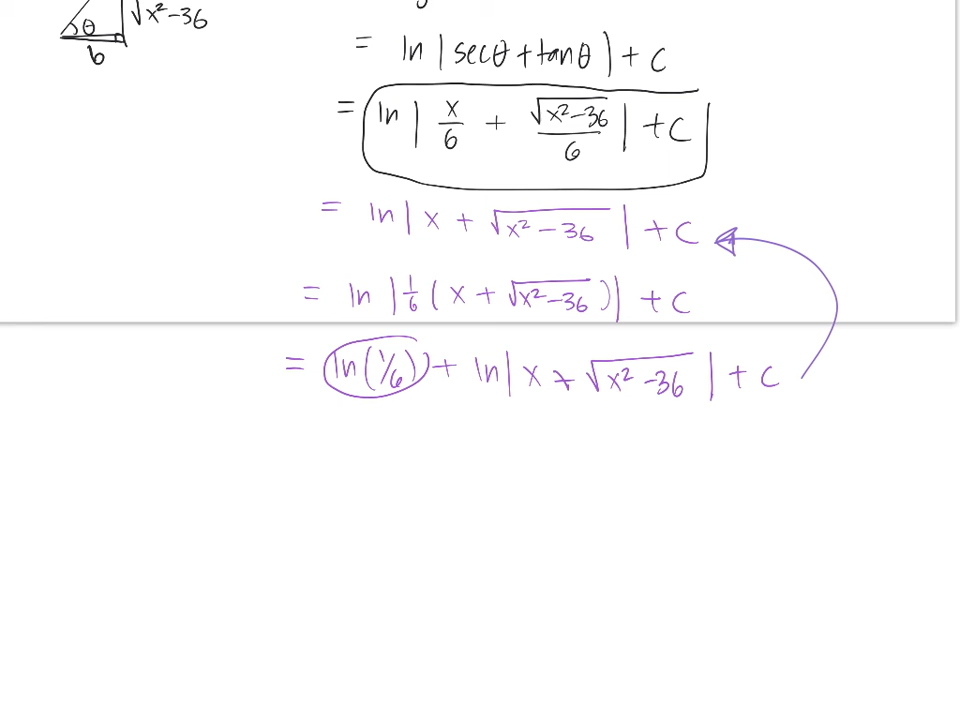 θ √x²-36
6
= ln |secθ + tanθ| + C
= ln | x/6 + √x²-36/6 | + C
= ln | x + √x²-36 | + C
= ln | 1/6 ( x + √x²-36 ) | + C
= ln(1/6) + ln | x + √x²-36 | + C